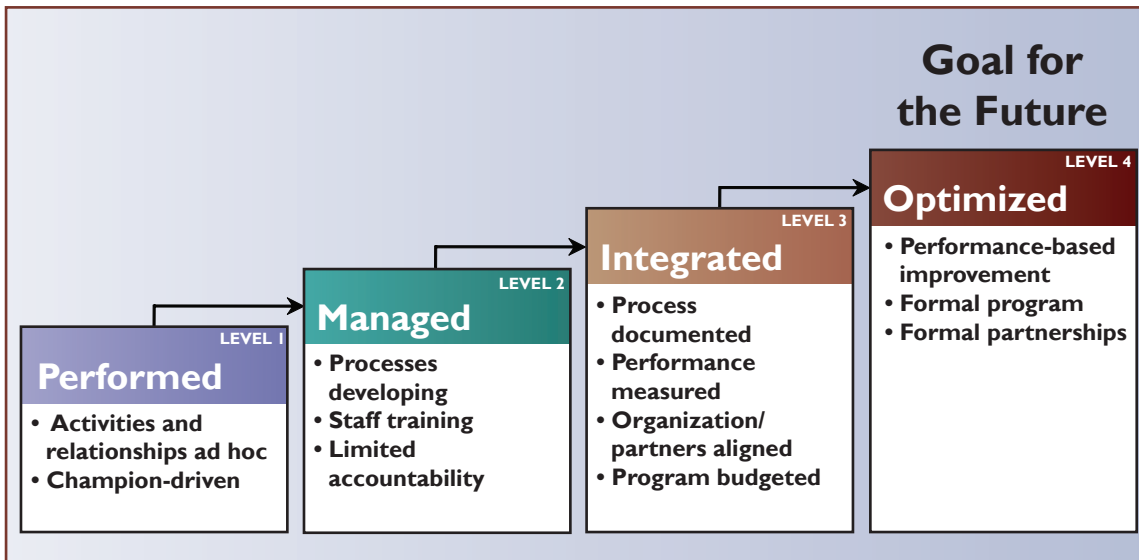 Goal for
the Future
LEVEL 1
Performed
• Activities and
relationships ad hoc
• Champion-driven
LEVEL 2
Managed
• Processes
developing
• Staff training
• Limited
accountability
LEVEL 3
Integrated
• Process
documented
• Performance
measured
• Organization/
partners aligned
• Program budgeted
LEVEL 4
Optimized
• Performance-based
improvement
• Formal program
• Formal partnerships